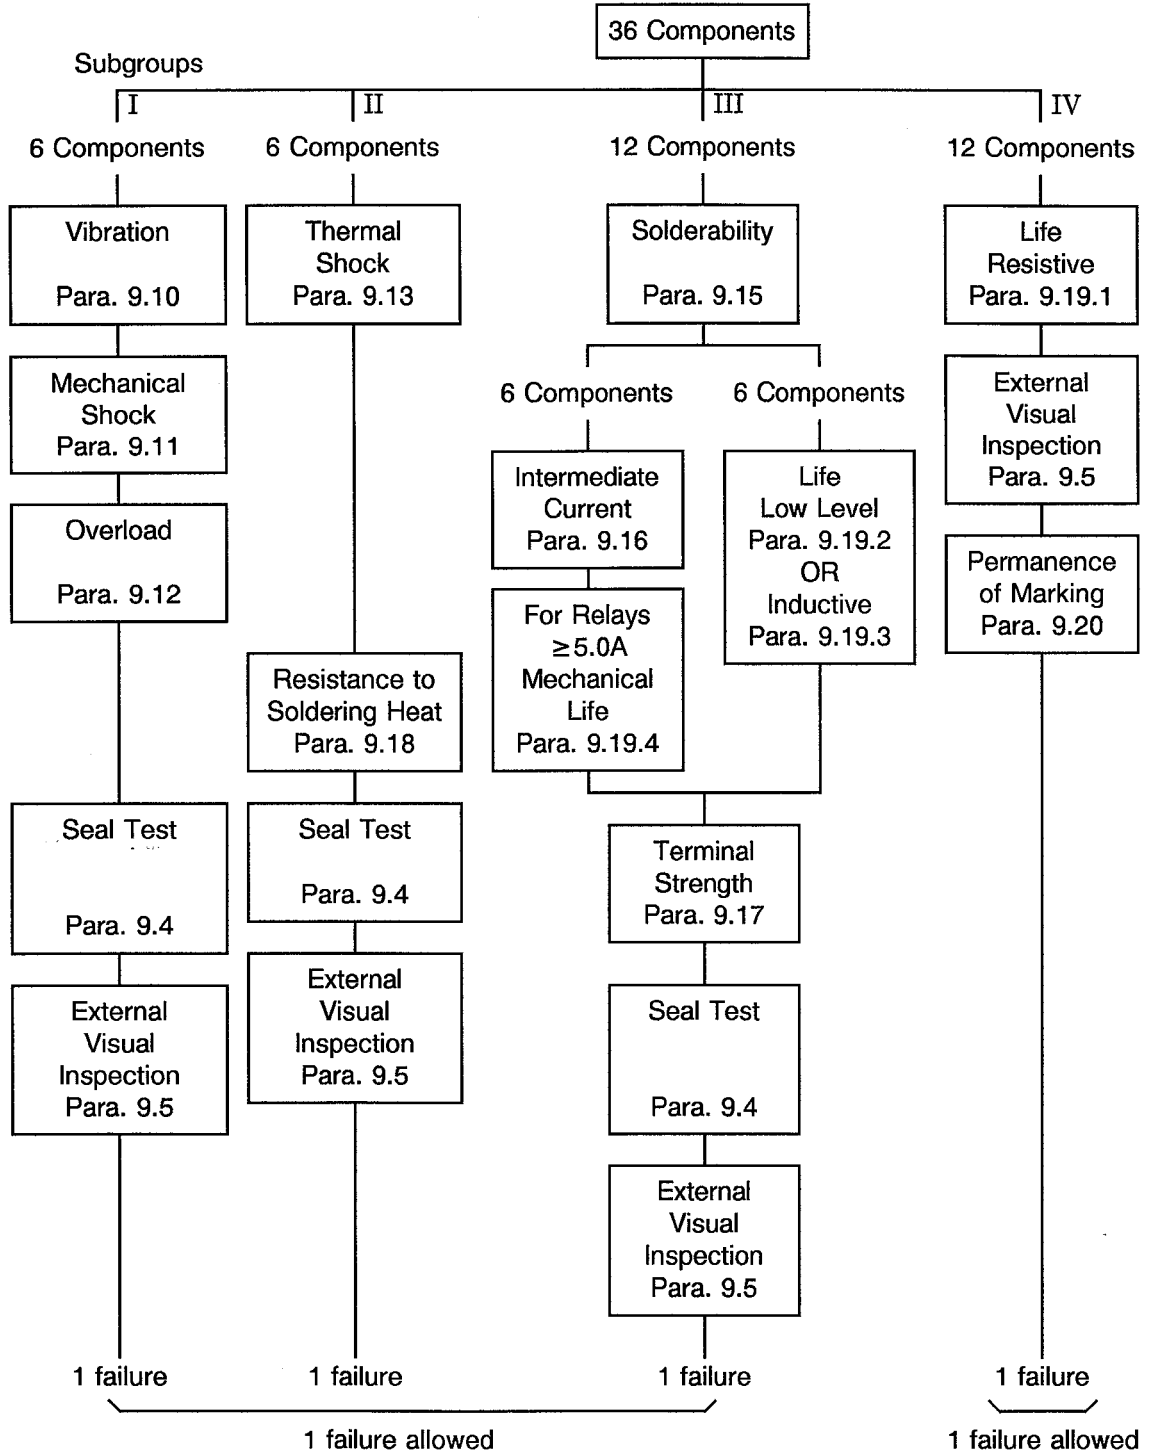 36 Components
Subgroups
I
II
III
IV
6 Components
6 Components
12 Components
12 Components
Vibration
Para. 9.10
Mechanical
Shock
Para. 9.11
Overload
Para. 9.12
Seal Test
Para. 9.4
External
Visual
Inspection
Para. 9.5
Thermal
Shock
Para. 9.13
Resistance to
Soldering Heat
Para. 9.18
Seal Test
Para. 9.4
External
Visual
Inspection
Para. 9.5
Solderability
Para. 9.15
6 Components
6 Components
Intermediate
Current
Para. 9.16
For Relays
≥5.0A
Mechanical
Life
Para. 9.19.4
Life
Low Level
Para. 9.19.2
OR
Inductive
Para. 9.19.3
Terminal
Strength
Para. 9.17
Seal Test
Para. 9.4
External
Visual
Inspection
Para. 9.5
Life
Resistive
Para. 9.19.1
External
Visual
Inspection
Para. 9.5
Permanence
of Marking
Para. 9.20
1 failure
1 failure
1 failure
1 failure
1 failure allowed
1 failure allowed